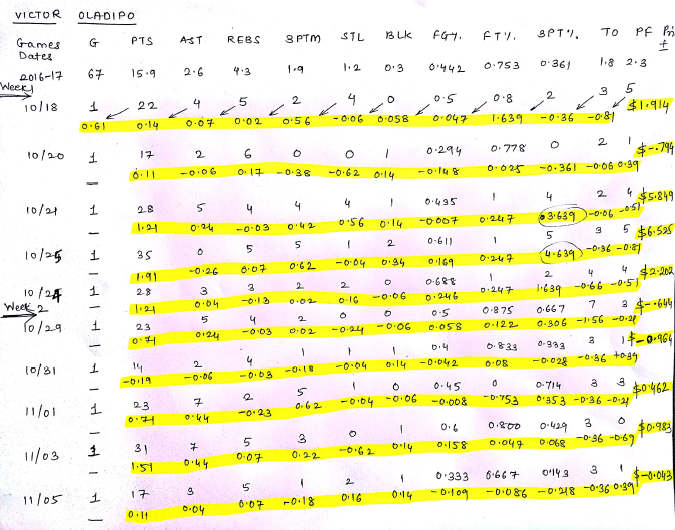 VICTOR OLADIPO
Games Dates G PTS AST REBS 3PTM STL BLK FG% FT% 3PT% TO PF Pri ±
2016-17 67 15.9 2.6 4.3 1.9 1.2 0.3 0.442 0.753 0.361 1.8 2.3
Week1
10/18 1 22 4 5 2 4 0 0.5 0.8 2 3 5
0.61 0.14 0.07 0.02 0.56 -0.06 0.058 0.047 1.639 -0.36 -0.81 $1.914
10/20 1 17 2 6 0 0 1 0.294 0.778 0 2 1
— 0.11 -0.06 0.17 -0.38 -0.62 0.14 -0.148 0.025 -0.361 -0.06 0.39 $-.794
10/21 1 28 5 4 4 4 1 0.435 1 4 2 4
— 1.21 0.24 -0.03 0.42 0.56 0.14 -0.007 0.247 3.639 -0.06 -0.51 $5.849
10/25 1 35 0 5 5 1 2 0.611 1 5 3 5
— 1.91 -0.26 0.07 0.62 -0.04 0.34 0.169 0.247 4.639 -0.36 -0.81 $6.525
10/24 1 28 3 3 2 2 0 0.688 1 2 4 4
1.21 0.04 -0.13 0.02 0.16 -0.06 0.246 0.247 1.639 -0.66 -0.51 $2.202
Week 2
10/29 1 23 5 4 2 0 0 0.5 0.875 0.667 7 3
0.71 0.24 -0.03 0.02 -0.24 -0.06 0.058 0.122 0.306 -1.56 -0.21 $-.644
10/31 1 14 2 4 1 1 1 0.4 0.833 0.333 3 1
— -0.19 -0.06 -0.03 -0.18 -0.04 0.14 -0.042 0.08 -0.028 -0.36 +0.39 $-0.964
11/01 1 23 7 2 5 1 0 0.45 0 0.714 3 3
— 0.71 0.44 -0.23 0.62 -0.04 -0.06 -0.008 -0.753 0.353 -0.36 -0.21 $0.462
11/03 1 31 7 5 3 0 1 0.6 0.800 0.429 3 0
— 1.51 0.44 0.07 0.22 -0.62 0.14 0.158 0.047 0.068 -0.36 -0.69 $0.983
11/05 1 17 3 5 1 2 1 0.333 0.667 0.143 3 1
— 0.11 0.04 0.07 -0.18 0.16 0.14 -0.109 -0.086 -0.218 -0.36 0.39 $-0.043